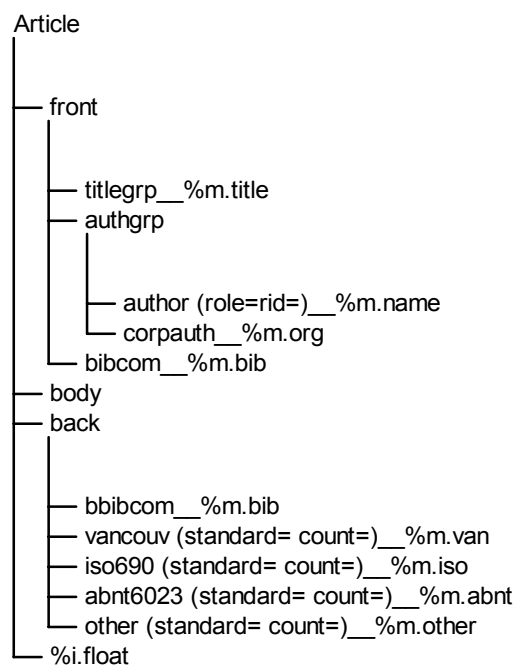 Article
front
titlegrp__%m.title
authgrp
author (role=rid=)__%m.name
corpauth__%m.org
bibcom__%m.bib
body
back
bbibcom__%m.bib
vancouv (standard= count=)__%m.van
iso690 (standard= count=)__%m.iso
abnt6023 (standard= count=)__%m.abnt
other (standard= count=)__%m.other
%i.float